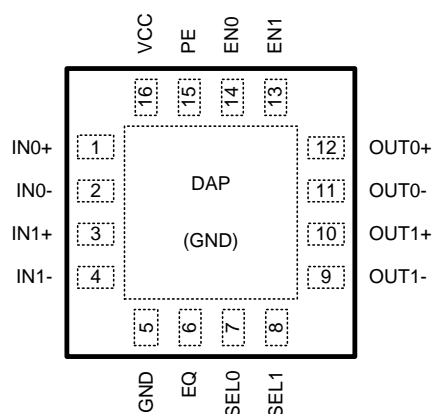 VCC PE EN0 EN1
16 15 14 13
IN0+ 1 12 OUT0+
IN0- 2 DAP 11 OUT0-
IN1+ 3 (GND) 10 OUT1+
IN1- 4 9 OUT1-
5 6 7 8
GND EQ SEL0 SEL1